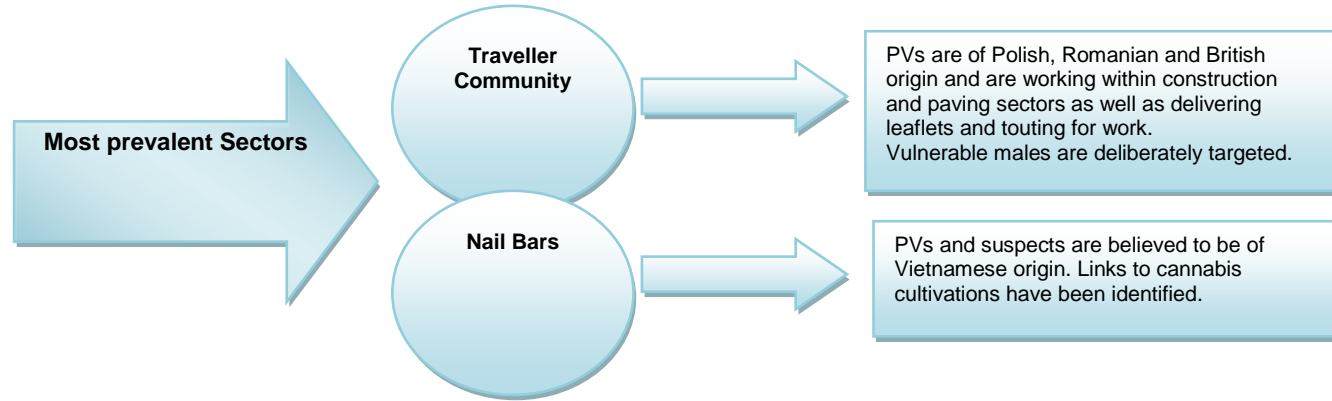 Most prevalent Sectors
Traveller
Community
PVs are of Polish, Romanian and British
origin and are working within construction
and paving sectors as well as delivering
leaflets and touting for work.
Vulnerable males are deliberately targeted.
Nail Bars
PVs and suspects are believed to be of
Vietnamese origin. Links to cannabis
cultivations have been identified.